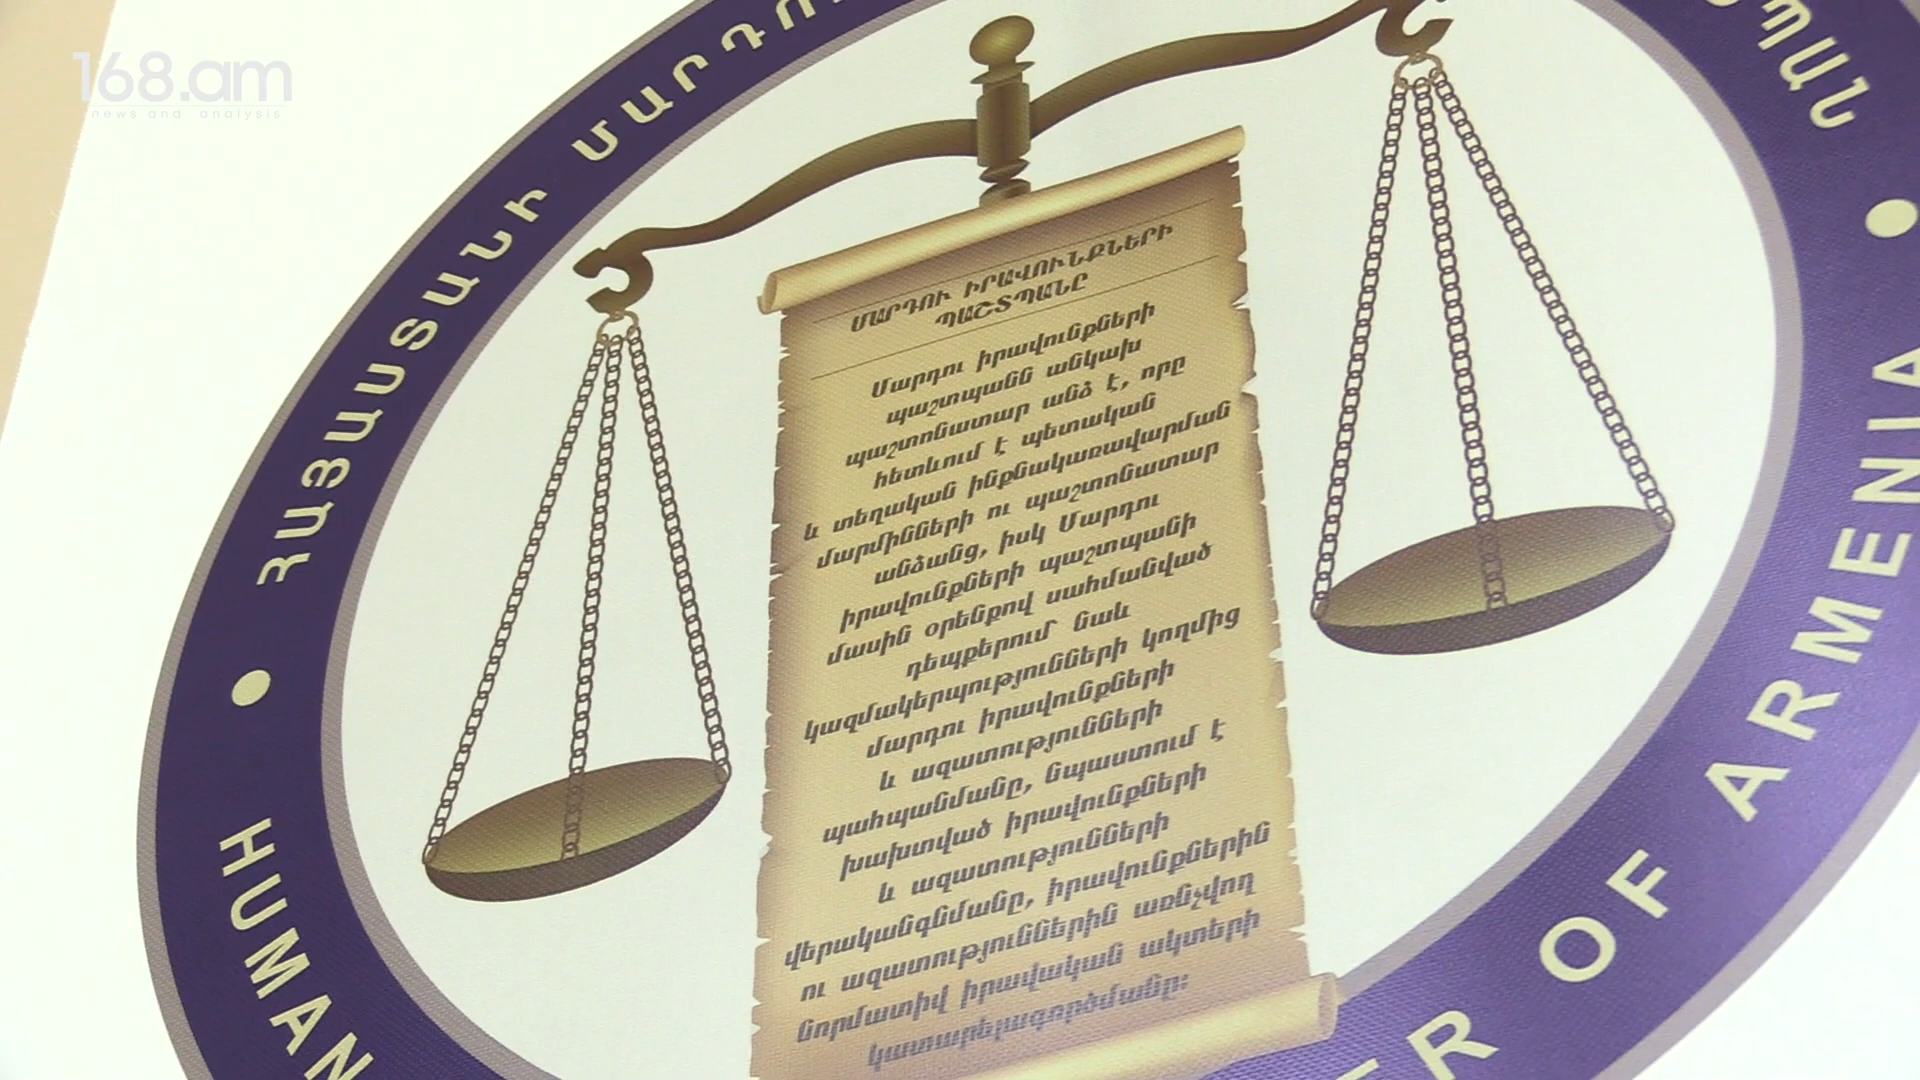 168.am
news and analysis
ՀԱՅԱՍՏԱՆԻ ՄԱՐԴՈՒ
ՄԱՐԴՈՒ ԻՐԱՎՈՒՆՔՆԵՐԻ
ՊԱՇՏՊԱՆԸ
Մարդու իրավունքների
պաշտպանն անկախ
պաշտոնատար անձ է, որը
հետևում է պետական
և տեղական ինքնակառավարման
մարմինների ու պաշտոնատար
անձանց, իսկ Մարդու
իրավունքների պաշտպանի
մասին օրենքով սահմանված
դեպքերում նաև
կազմակերպությունների կողմից
մարդու իրավունքների
և ազատությունների
պահպանմանը, նպաստում է
խախտված իրավունքների
և ազատությունների
վերականգնմանը, իրավունքներին
ու ազատություններին առնչվող
նորմատիվ իրավական ակտերի
կատարելագործմանը:
HUMAN
OF ARMENIA